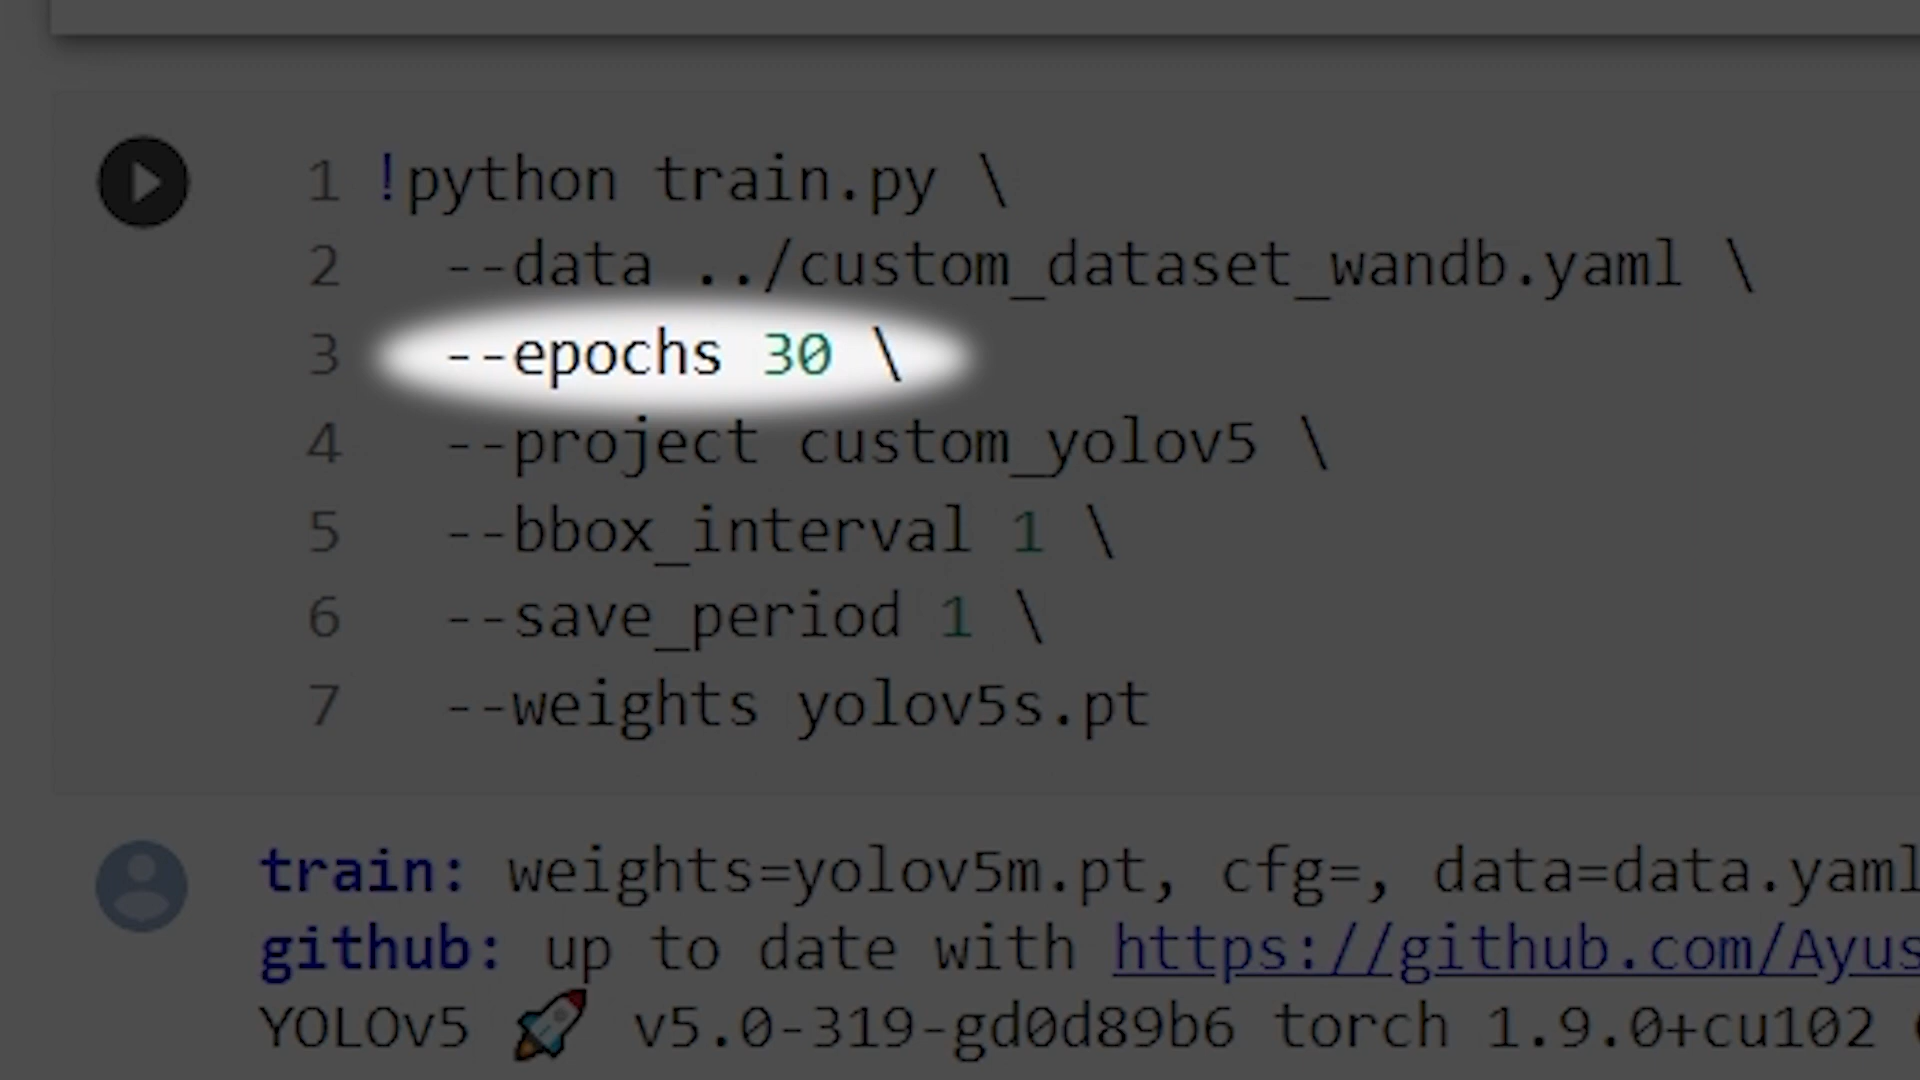 1 !python train.py \
2 --data ../custom_dataset_wandb.yaml \
3 --epochs 30 \
4 --project custom_yolov5 \
5 --bbox_interval 1 \
6 --save_period 1 \
7 --weights yolov5s.pt
train: weights=yolov5m.pt, cfg=, data=data.yaml
github: up to date with https://github.com/Ayus
YOLOv5 🚀 v5.0-319-gd0d89b6 torch 1.9.0+cu102